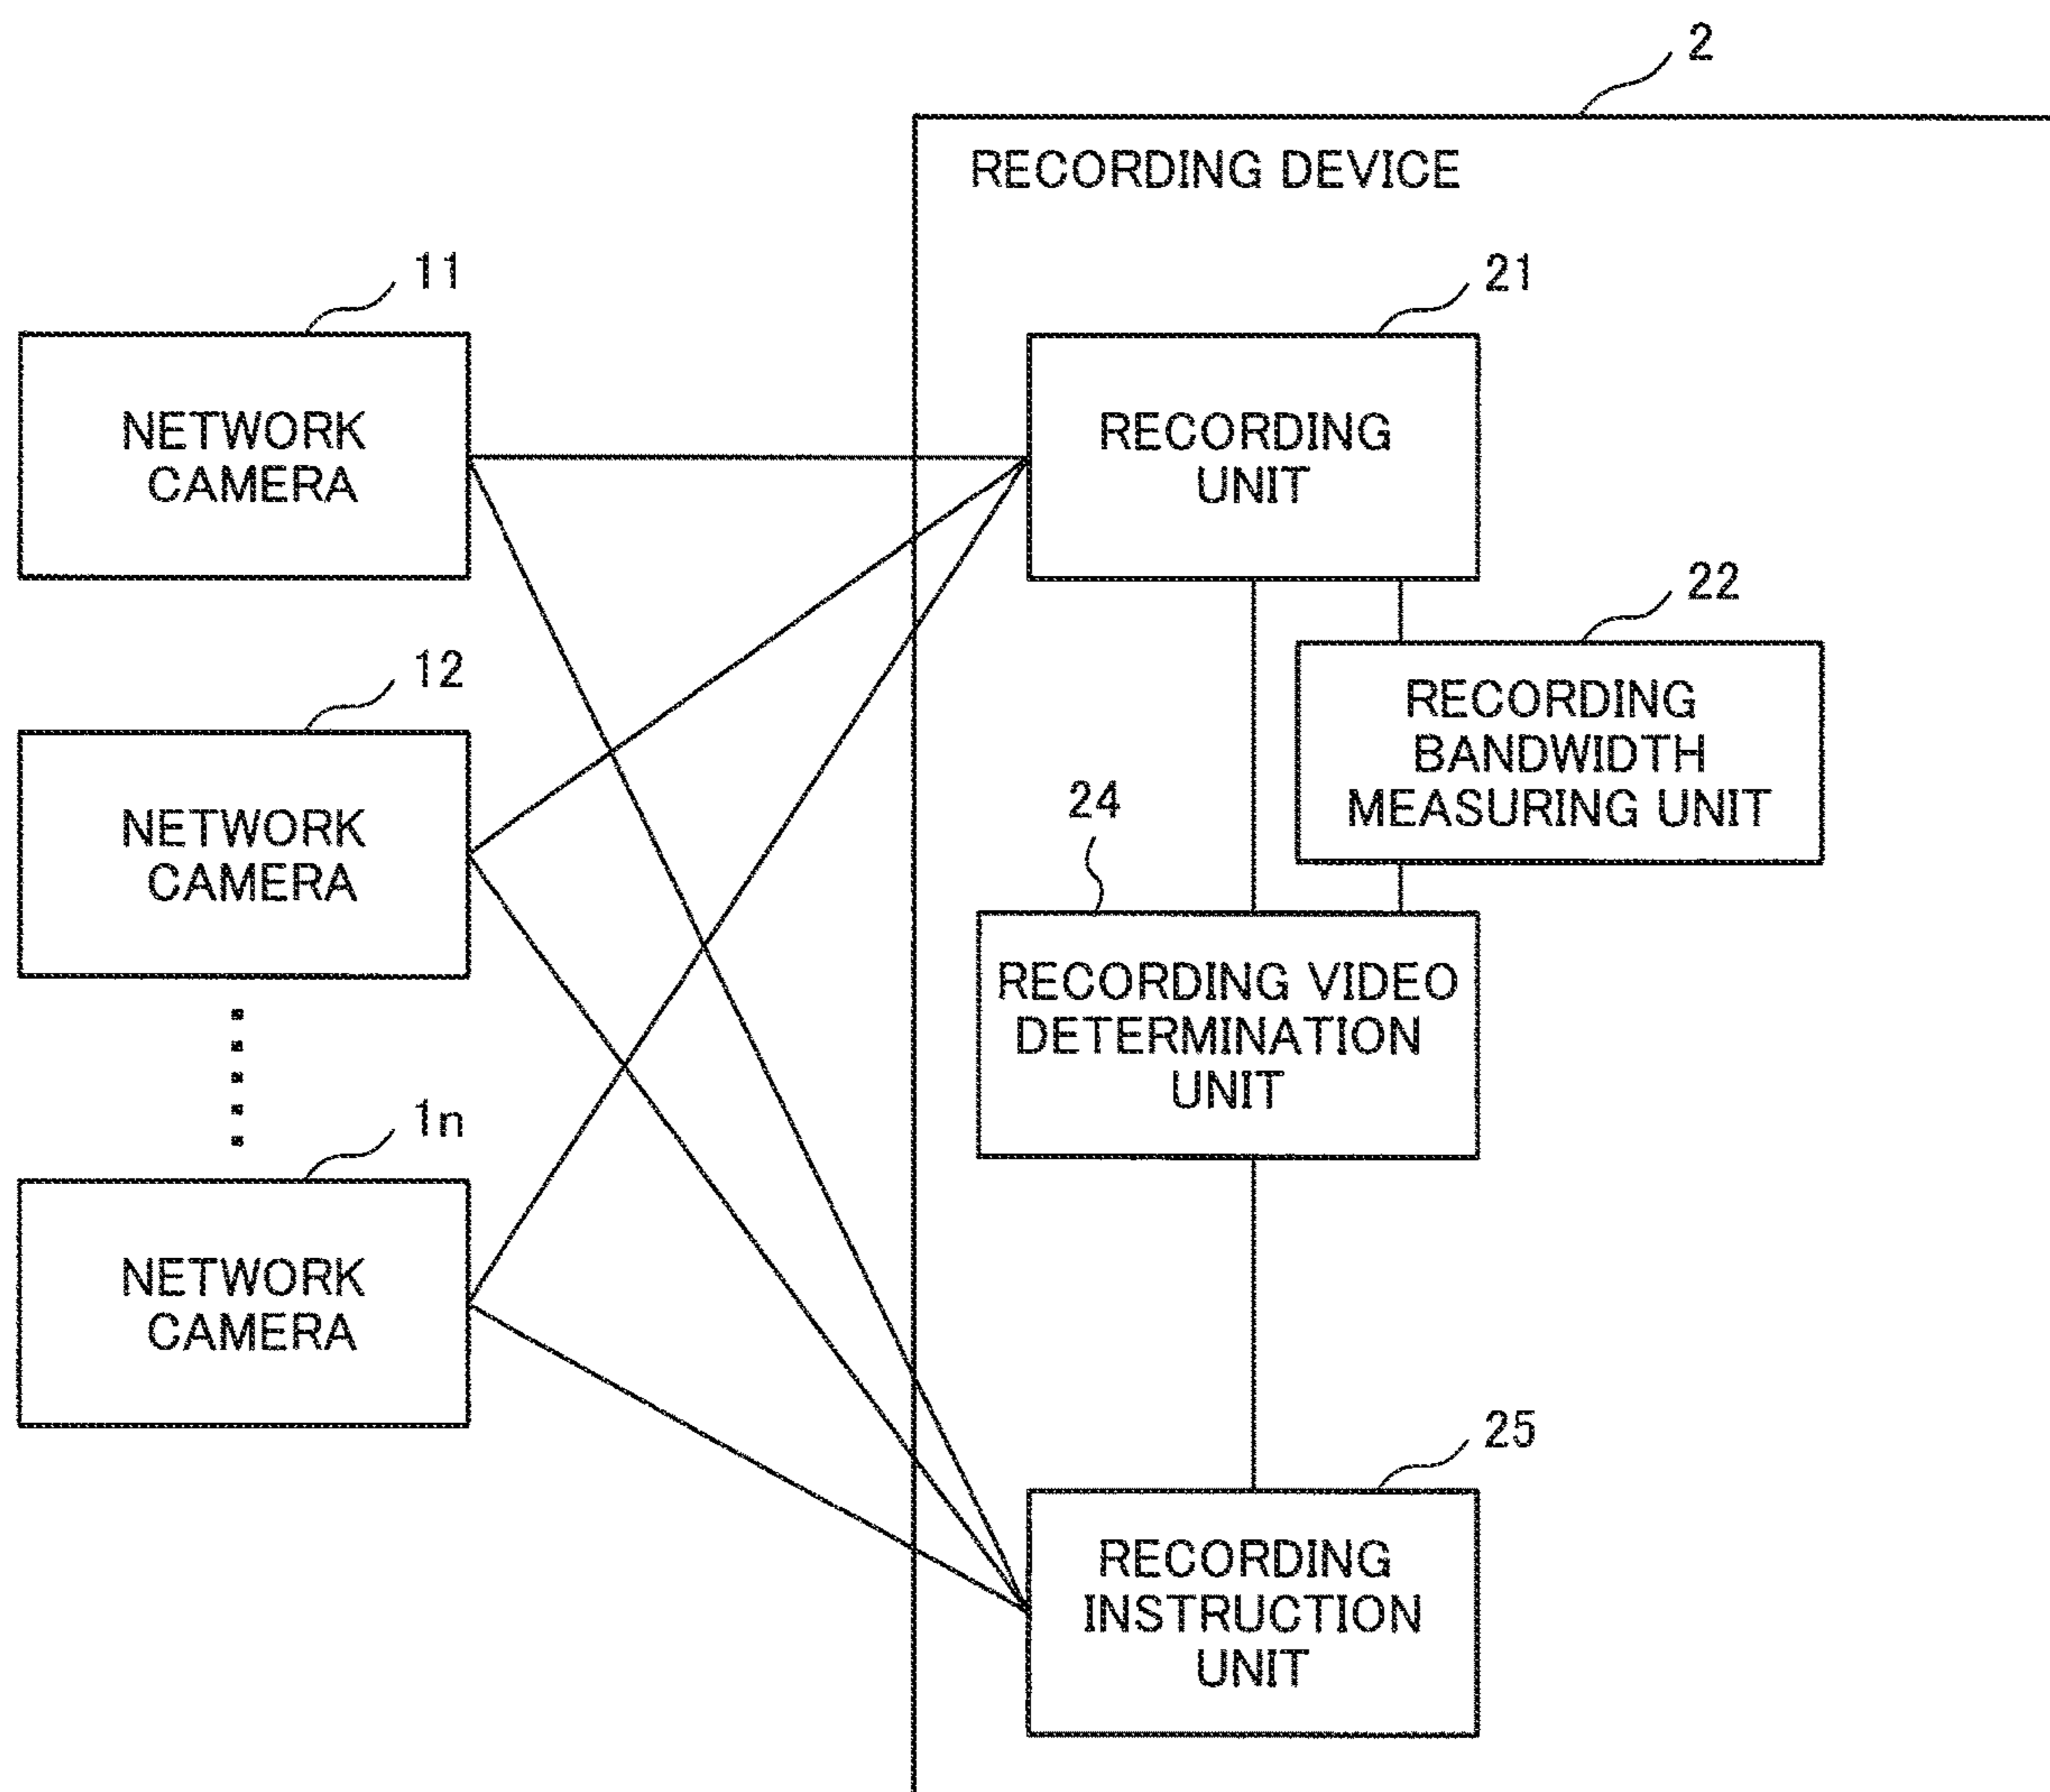 2
RECORDING DEVICE
11
NETWORK
CAMERA
21
RECORDING
UNIT
22
RECORDING
BANDWIDTH
MEASURING UNIT
12
NETWORK
CAMERA
24
RECORDING VIDEO
DETERMINATION
UNIT
1n
NETWORK
CAMERA
25
RECORDING
INSTRUCTION
UNIT